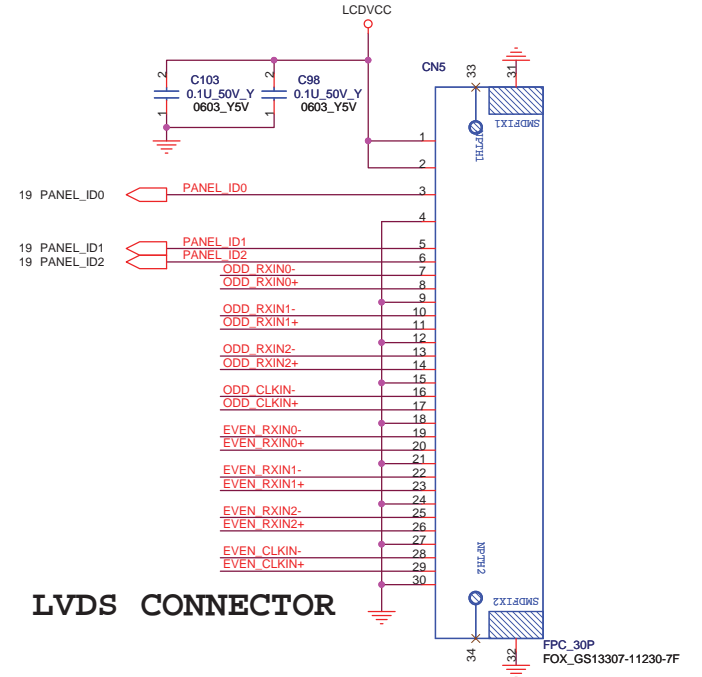 LCDVCC
CN5
33
31
2
C103
0.1U_50V_Y
0603_Y5V
1
2
C98
0.1U_50V_Y
0603_Y5V
1
SMDFIX1
NPTH1
1
2
19 PANEL_ID0
PANEL_ID0
3
4
19 PANEL_ID1
PANEL_ID1
5
19 PANEL_ID2
PANEL_ID2
6
ODD_RXIN0-
7
ODD_RXIN0+
8
9
ODD_RXIN1-
10
ODD_RXIN1+
11
12
ODD_RXIN2-
13
ODD_RXIN2+
14
15
ODD_CLKIN-
16
ODD_CLKIN+
17
18
EVEN_RXIN0-
19
EVEN_RXIN0+
20
21
EVEN_RXIN1-
22
EVEN_RXIN1+
23
24
EVEN_RXIN2-
25
EVEN_RXIN2+
26
27
EVEN_CLKIN-
28
EVEN_CLKIN+
29
30
NPTH2
SMDFIX2
LVDS CONNECTOR
34
32
FPC_30P
FOX_GS13307-11230-7F